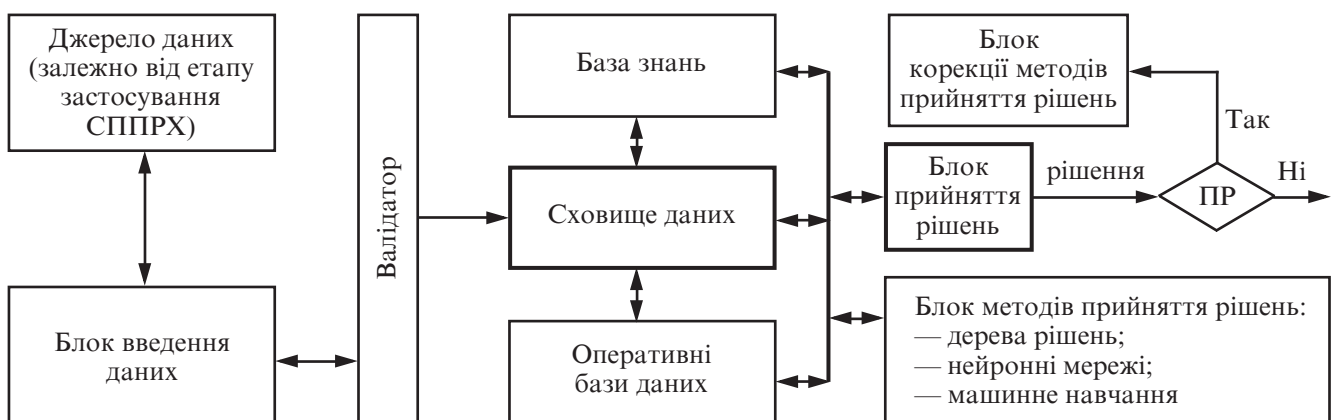 Джерело даних
(залежно від етапу
застосування
СППРХ)
Блок введення
даних
Валідатор
База знань
Сховище даних
Оперативні
бази даних
Блок
корекції методів
прийняття рішень
Так
Блок
прийняття
рішень
рішення
ПР
Ні
Блок методів прийняття рішень:
— дерева рішень;
— нейронні мережі;
— машинне навчання